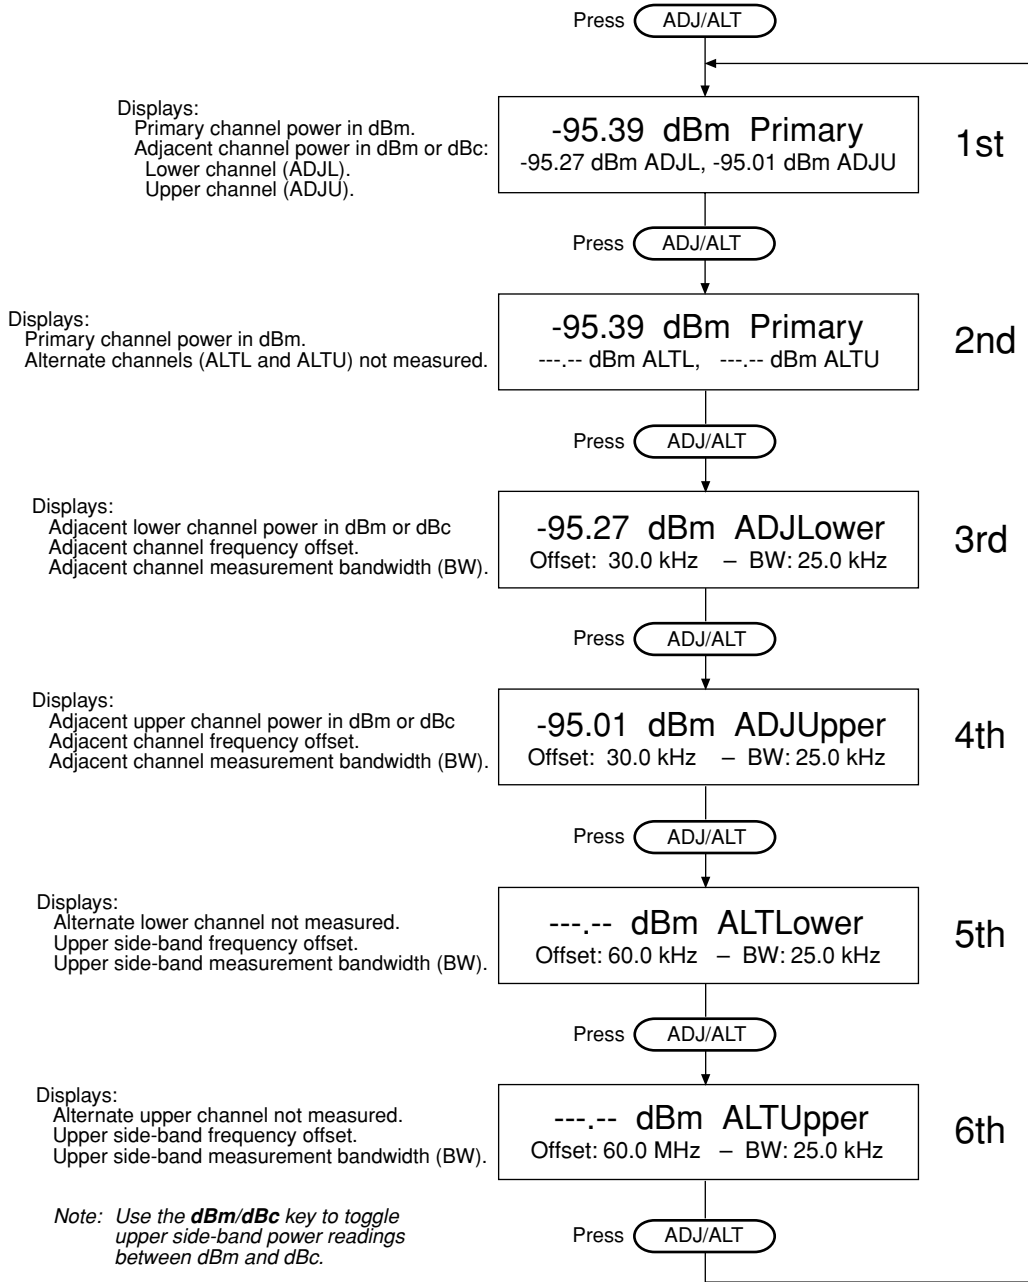 Press ADJ/ALT
Displays:
Primary channel power in dBm.
Adjacent channel power in dBm or dBc:
Lower channel (ADJL).
Upper channel (ADJU).
-95.39 dBm Primary
-95.27 dBm ADJL, -95.01 dBm ADJU
1st
Press ADJ/ALT
Displays:
Primary channel power in dBm.
Alternate channels (ALTL and ALTU) not measured.
-95.39 dBm Primary
---.-- dBm ALTL, ---.-- dBm ALTU
2nd
Press ADJ/ALT
Displays:
Adjacent lower channel power in dBm or dBc
Adjacent channel frequency offset.
Adjacent channel measurement bandwidth (BW).
-95.27 dBm ADJLower
Offset: 30.0 kHz – BW: 25.0 kHz
3rd
Press ADJ/ALT
Displays:
Adjacent upper channel power in dBm or dBc
Adjacent channel frequency offset.
Adjacent channel measurement bandwidth (BW).
-95.01 dBm ADJUpper
Offset: 30.0 kHz – BW: 25.0 kHz
4th
Press ADJ/ALT
Displays:
Alternate lower channel not measured.
Upper side-band frequency offset.
Upper side-band measurement bandwidth (BW).
---.-- dBm ALTLower
Offset: 60.0 kHz – BW: 25.0 kHz
5th
Press ADJ/ALT
Displays:
Alternate upper channel not measured.
Upper side-band frequency offset.
Upper side-band measurement bandwidth (BW).
---.-- dBm ALTUpper
Offset: 60.0 MHz – BW: 25.0 kHz
6th
Note: Use the dBm/dBc key to toggle
upper side-band power readings
between dBm and dBc.
Press ADJ/ALT